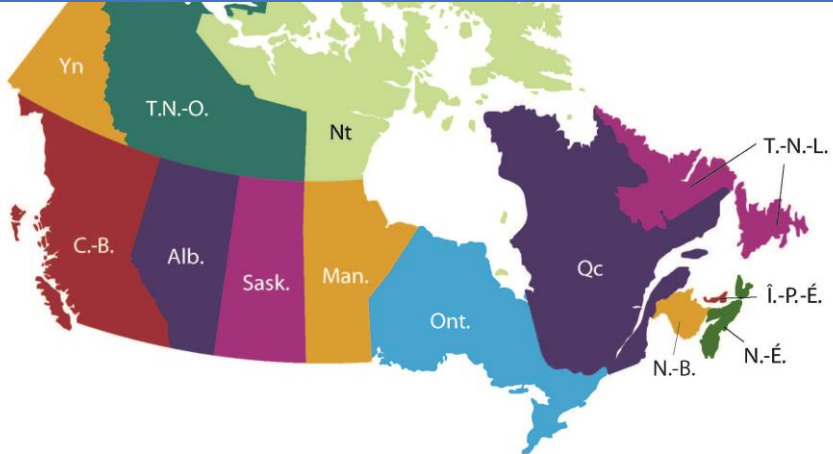 Yn
T.N.-O.
Nt
T.-N.-L.
C.-B.
Alb.
Sask.
Man.
Ont.
Qc
Î.-P.-É.
N.-É.
N.-B.